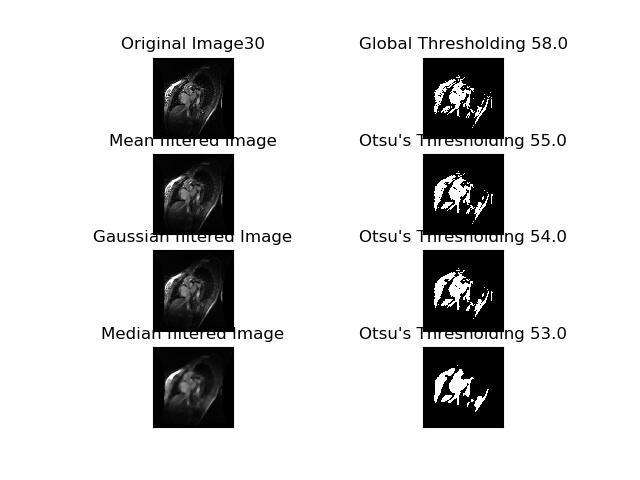 Original Image30
Global Thresholding 58.0
Mean filtered Image
Otsu's Thresholding 55.0
Gaussian filtered Image
Otsu's Thresholding 54.0
Median filtered Image
Otsu's Thresholding 53.0